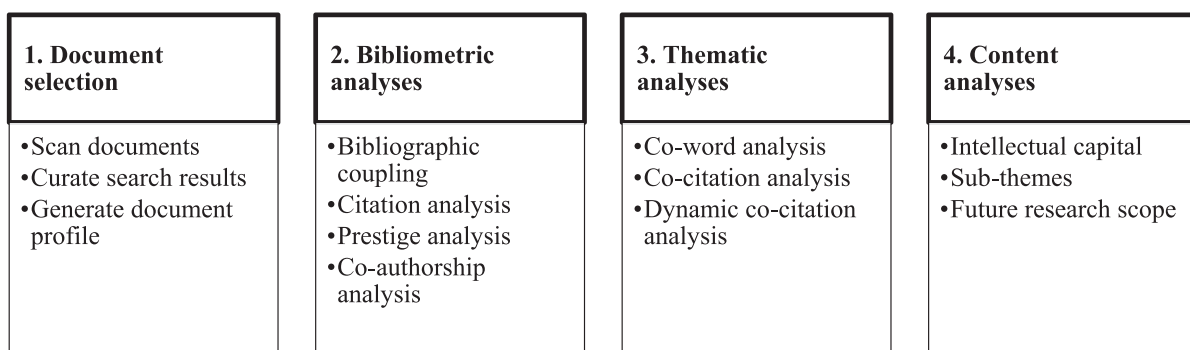 1. Document
selection
•Scan documents
•Curate search results
•Generate document
profile
2. Bibliometric
analyses
•Bibliographic
coupling
•Citation analysis
•Prestige analysis
•Co-authorship
analysis
3. Thematic
analyses
•Co-word analysis
•Co-citation analysis
•Dynamic co-citation
analysis
4. Content
analyses
•Intellectual capital
•Sub-themes
•Future research scope